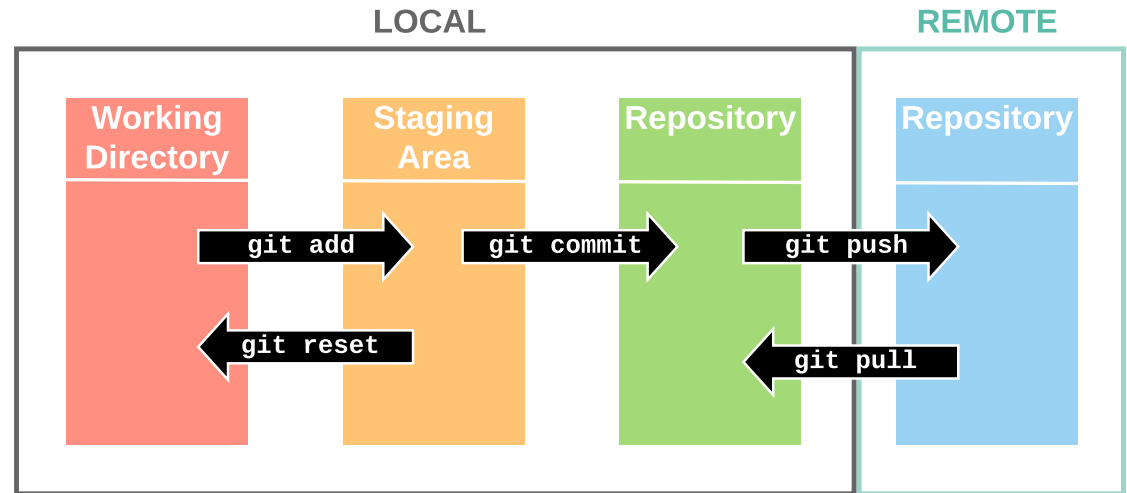 LOCAL
REMOTE
Working
Directory
Staging
Area
Repository
Repository
git add
git commit
git push
git reset
git pull